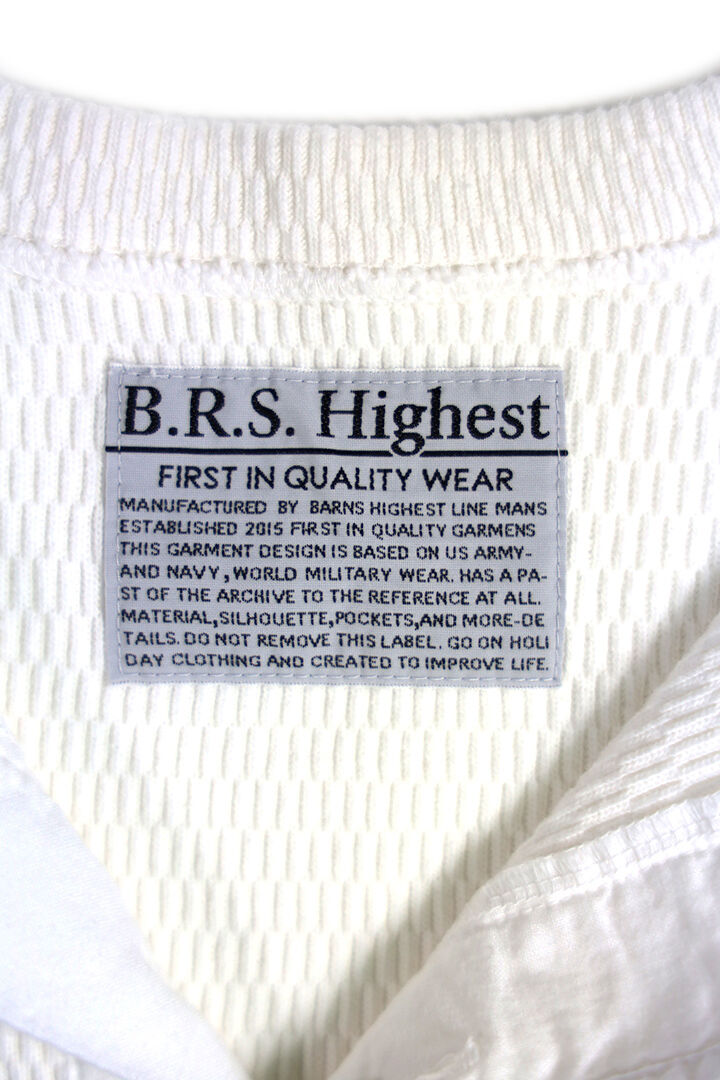 B.R.S. Highest
FIRST IN QUALITY WEAR
MANUFACTURED BY BARNS HIGHEST LINE MANS
ESTABLISHED 2015 FIRST IN QUALITY GARMENS
THIS GARMENT DESIGN IS BASED ON US ARMY-
AND NAVY, WORLD MILITARY WEAR. HAS A PA-
ST OF THE ARCHIVE TO THE REFERENCE AT ALL.
MATERIAL,SILHOUETTE,POCKETS,AND MORE-DE
TAILS. DO NOT REMOVE THIS LABEL. GO ON HOLI
DAY CLOTHING AND CREATED TO IMPROVE LIFE.